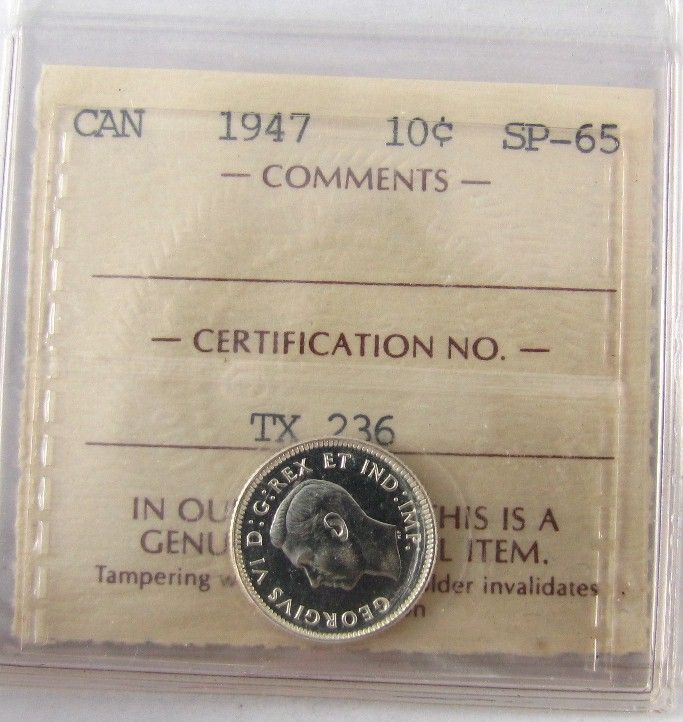 CAN 1947 10¢ SP-65
— COMMENTS —
— CERTIFICATION NO. —
TX 236
IN OU HIS IS A
GENU L ITEM.
Tampering w lder invalidates
n
GEORGIVS VI D:G:REX ET IND:IMP: